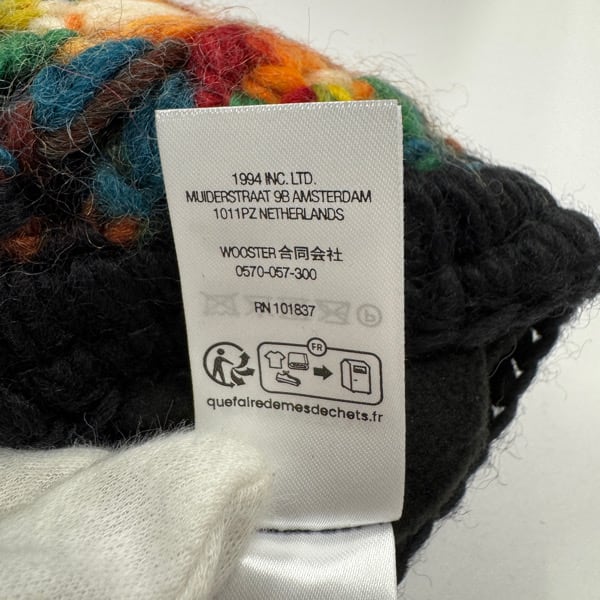 1994 INC. LTD.
MUIDERSTRAAT 9B AMSTERDAM
1011PZ NETHERLANDS
WOOSTER 合同会社
0570-057-300
RN 101837
FR
quefairedemesdechets.fr